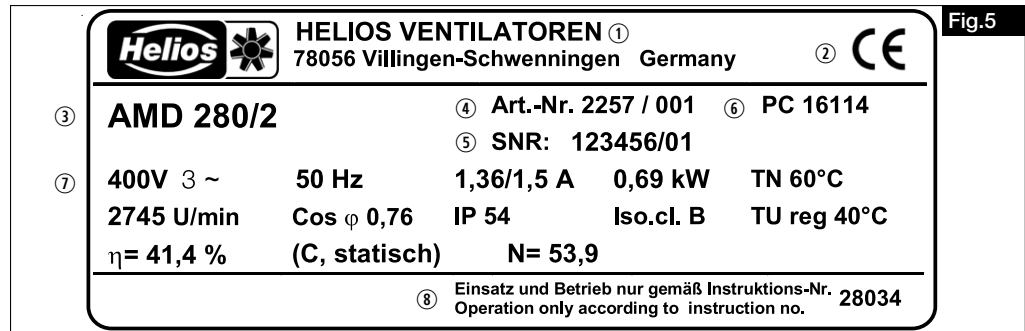 Fig.5
Helios HELIOS VENTILATOREN ①
78056 Villingen-Schwenningen Germany ② CE
③ AMD 280/2 ④ Art.-Nr. 2257 / 001 ⑥ PC 16114
⑤ SNR: 123456/01
⑦ 400V 3 ~ 50 Hz 1,36/1,5 A 0,69 kW TN 60°C
2745 U/min Cos φ 0,76 IP 54 Iso.cl. B TU reg 40°C
η= 41,4 % (C, statisch) N= 53,9
⑧ Einsatz und Betrieb nur gemäß Instruktions-Nr. 28034
Operation only according to instruction no.